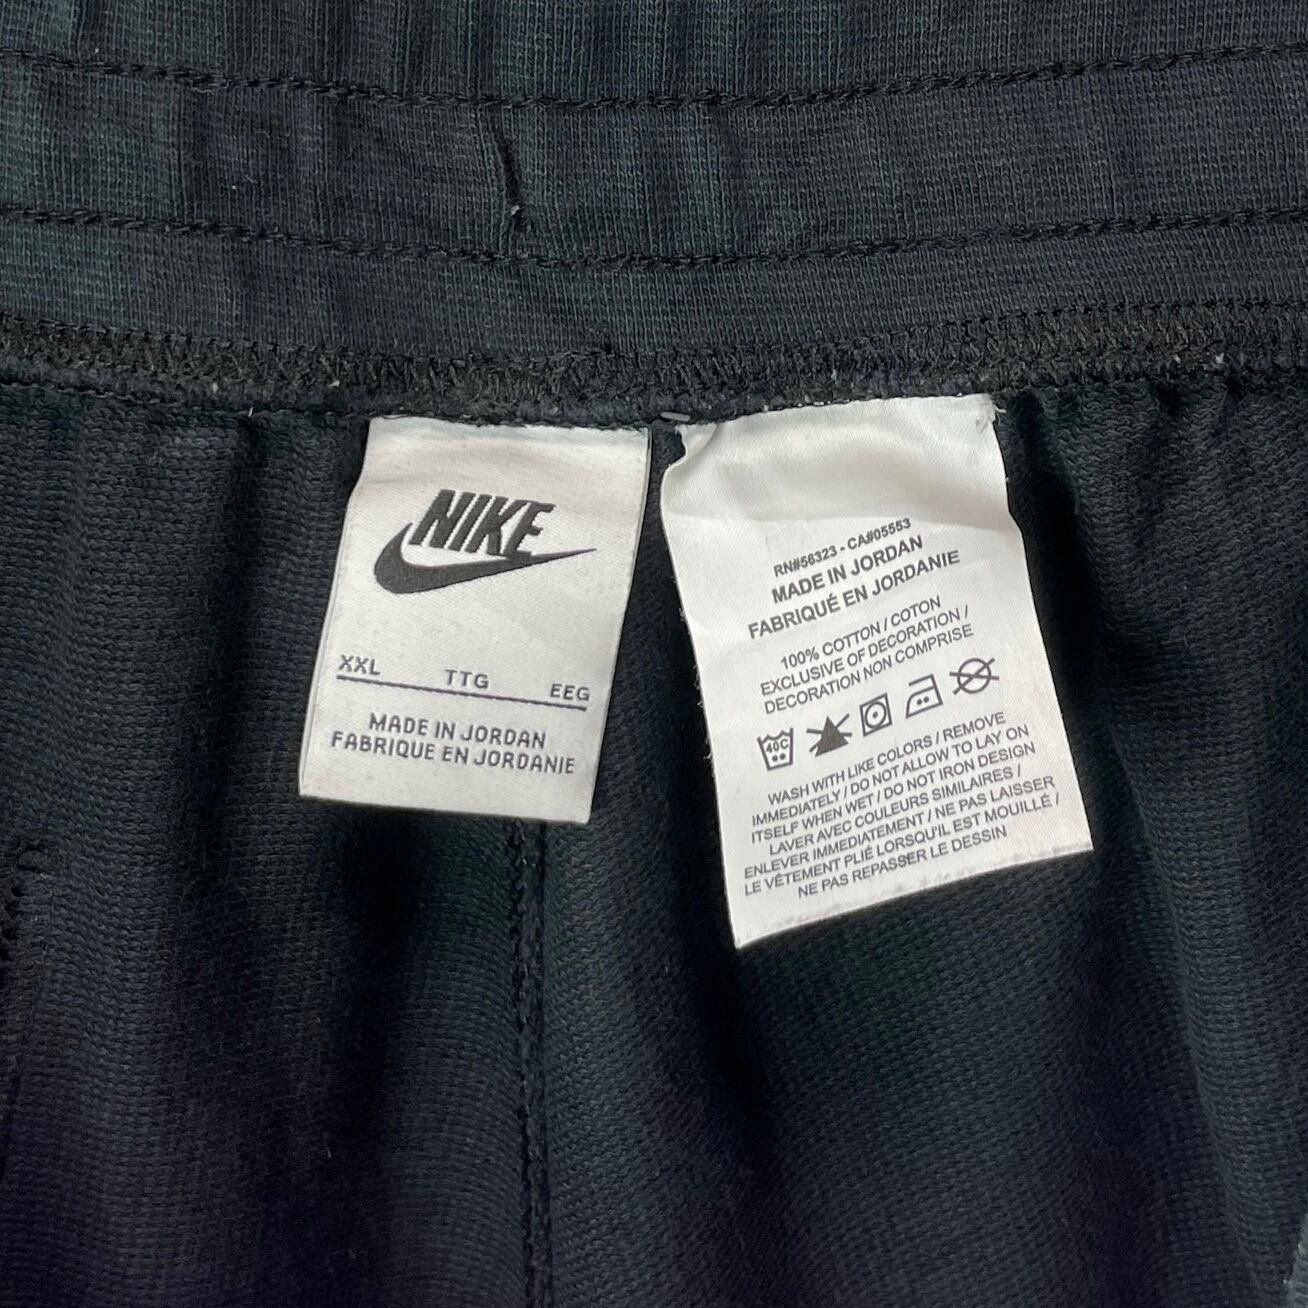 NIKE
XXL TTG EEG
MADE IN JORDAN
FABRIQUE EN JORDANIE
RN#56323 - CA#05553
MADE IN JORDAN
FABRIQUÉ EN JORDANIE
100% COTTON / COTON
EXCLUSIVE OF DECORATION /
DECORATION NON COMPRISE
40C
WASH WITH LIKE COLORS / REMOVE
IMMEDIATELY / DO NOT ALLOW TO LAY ON
ITSELF WHEN WET / DO NOT IRON DESIGN
LAVER AVEC COULEURS SIMILAIRES /
ENLEVER IMMEDIATEMENT / NE PAS LAISSER
LE VÊTEMENT PLIÉ LORSQU'IL EST MOUILLÉ /
NE PAS REPASSER LE DESSIN